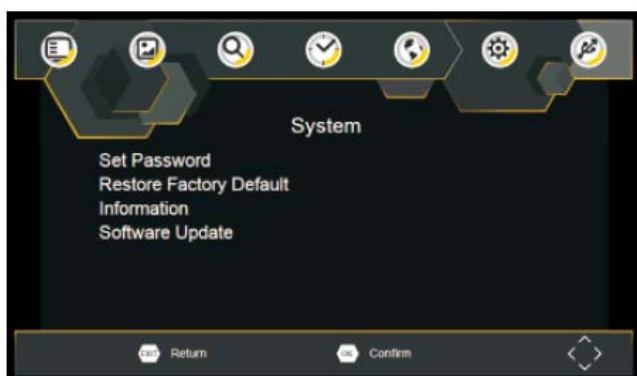 System
Set Password
Restore Factory Default
Information
Software Update
EXIT Return OK Confirm